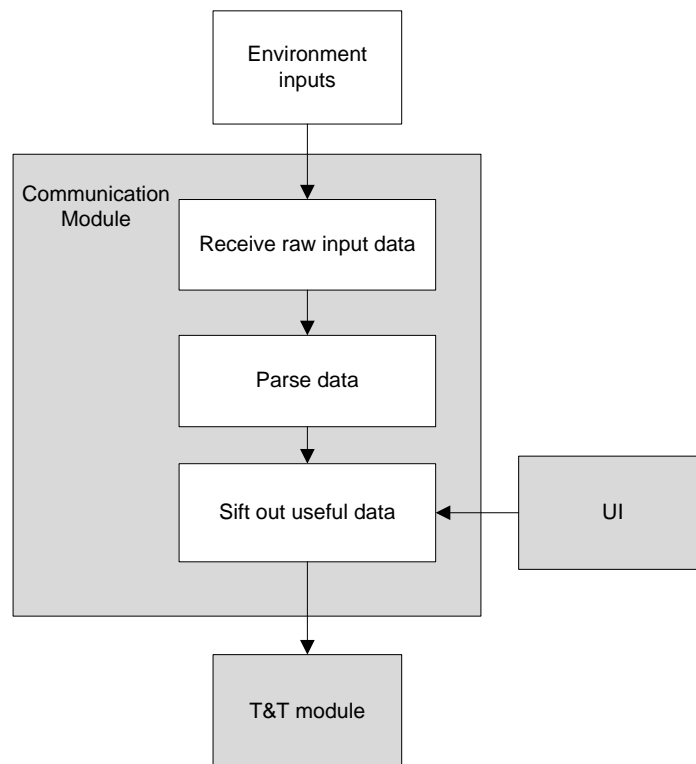 Environment
inputs
Communication
Module
Receive raw input data
Parse data
Sift out useful data
UI
T&T module